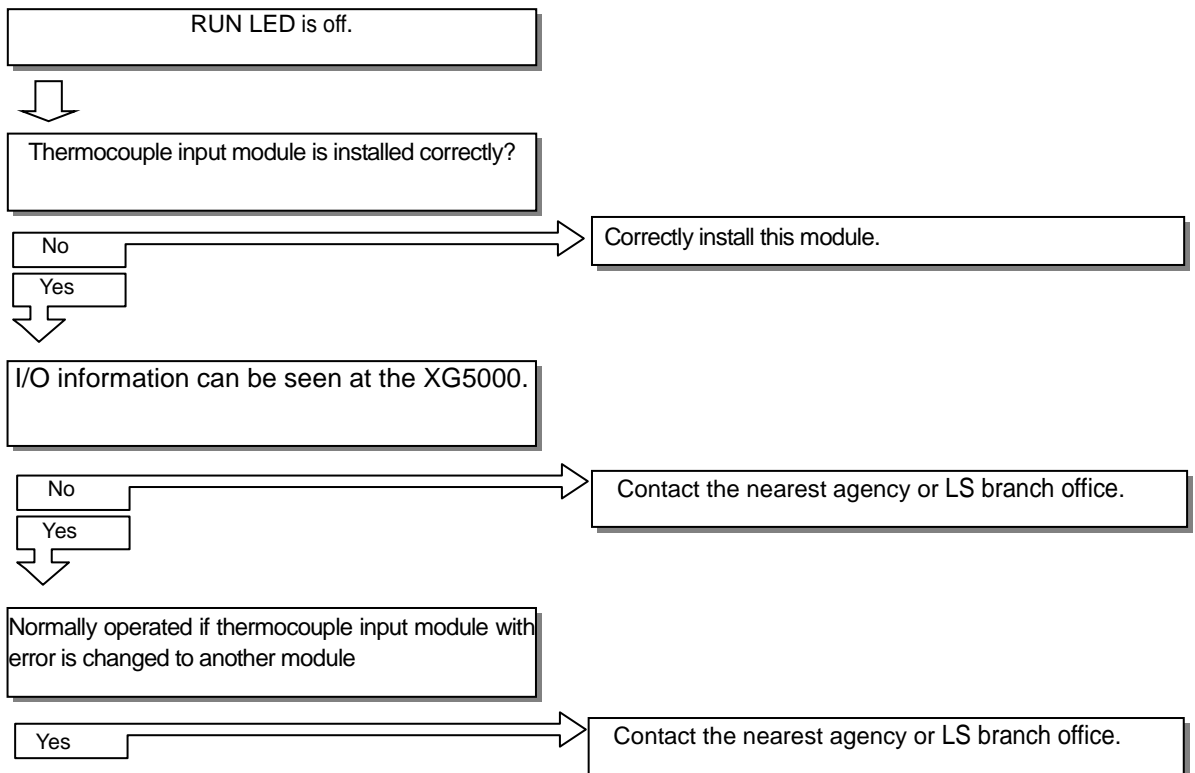 RUN LED is off.
Thermocouple input module is installed correctly?
No
Correctly install this module.
Yes
I/O information can be seen at the XG5000.
No
Contact the nearest agency or LS branch office.
Yes
Normally operated if thermocouple input module with
error is changed to another module
Yes
Contact the nearest agency or LS branch office.